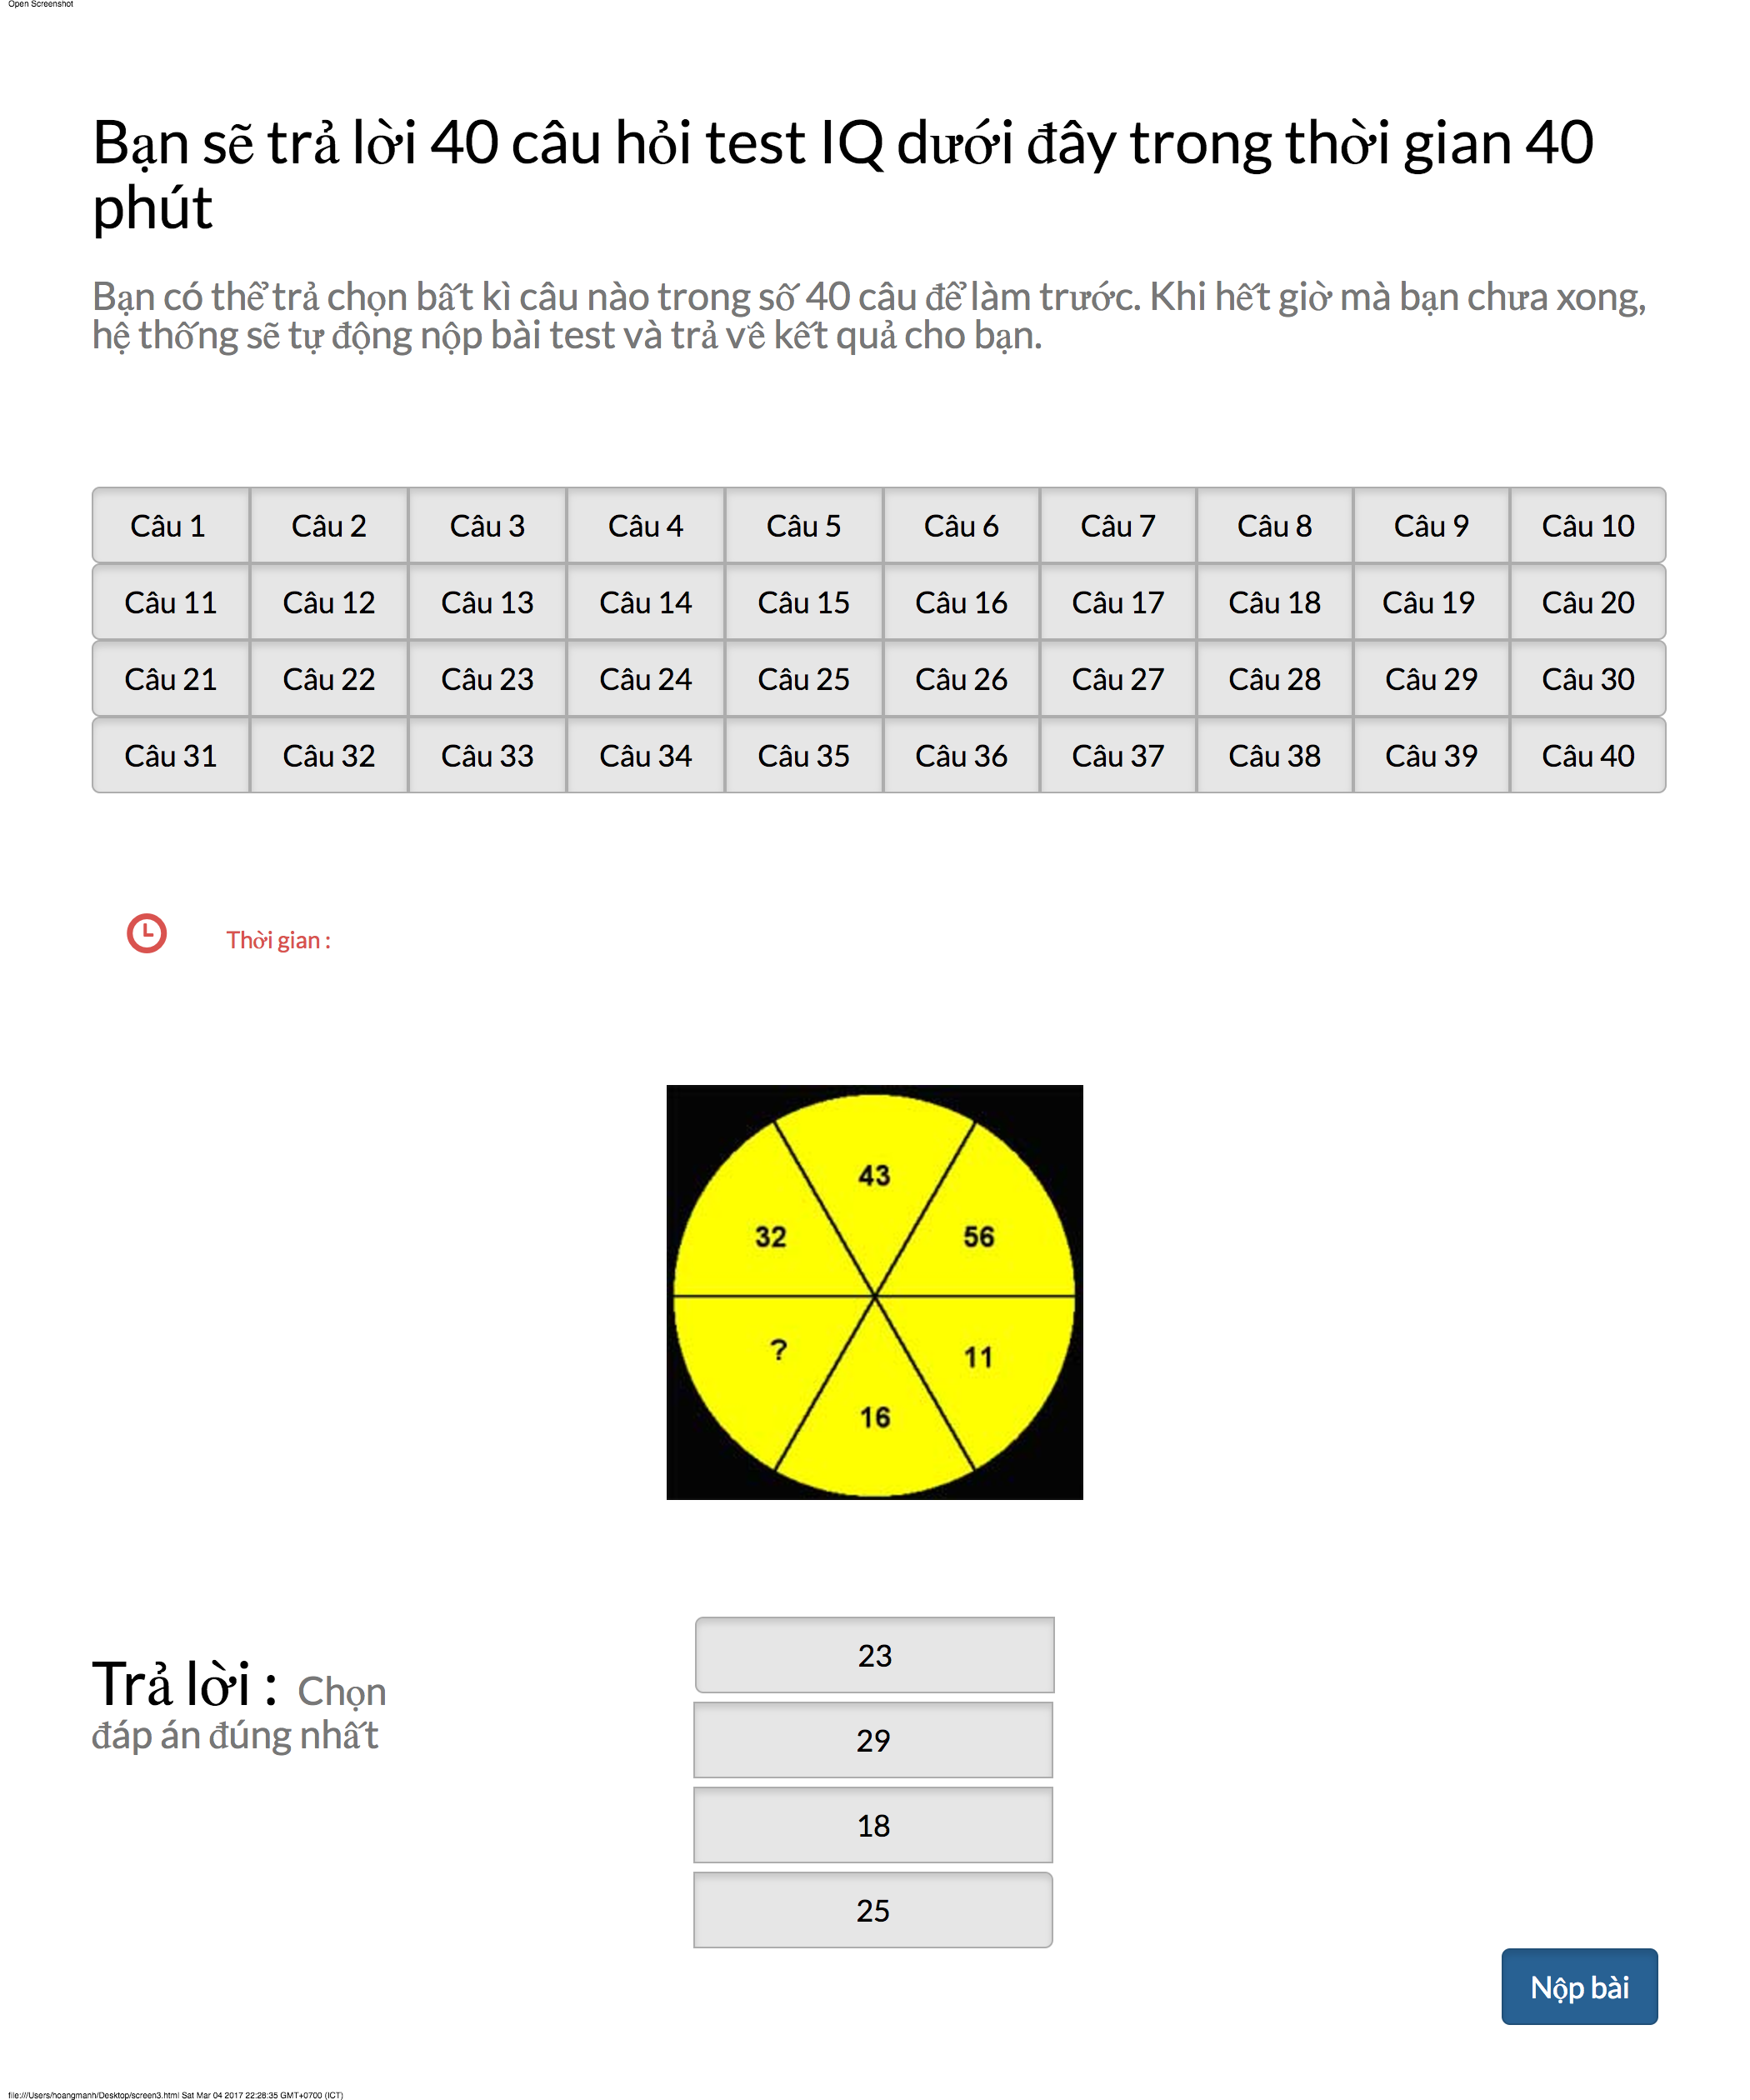 Open Screenshot
Bạn sẽ trả lời 40 câu hỏi test IQ dưới đây trong thời gian 40
phút
Bạn có thể trả chọn bất kì câu nào trong số 40 câu để làm trước. Khi hết giờ mà bạn chưa xong,
hệ thống sẽ tự động nộp bài test và trả về kết quả cho bạn.
Câu 1 Câu 2 Câu 3 Câu 4 Câu 5 Câu 6 Câu 7 Câu 8 Câu 9 Câu 10
Câu 11 Câu 12 Câu 13 Câu 14 Câu 15 Câu 16 Câu 17 Câu 18 Câu 19 Câu 20
Câu 21 Câu 22 Câu 23 Câu 24 Câu 25 Câu 26 Câu 27 Câu 28 Câu 29 Câu 30
Câu 31 Câu 32 Câu 33 Câu 34 Câu 35 Câu 36 Câu 37 Câu 38 Câu 39 Câu 40
Thời gian :
43
32 56
? 11
16
Trả lời : Chọn
đáp án đúng nhất
23
29
18
25
Nộp bài
file:///Users/hoangmanh/Desktop/screen3.html Sat Mar 04 2017 22:28:35 GMT+0700 (ICT)